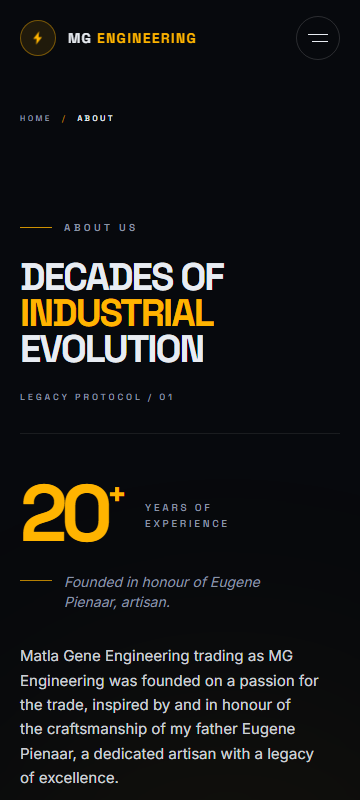 MG ENGINEERING
HOME / ABOUT
ABOUT US
DECADES OF
INDUSTRIAL
EVOLUTION
LEGACY PROTOCOL / 01
20+
YEARS OF
EXPERIENCE
Founded in honour of Eugene
Pienaar, artisan.
Matla Gene Engineering trading as MG
Engineering was founded on a passion for
the trade, inspired by and in honour of
the craftsmanship of my father Eugene
Pienaar, a dedicated artisan with a legacy
of excellence.